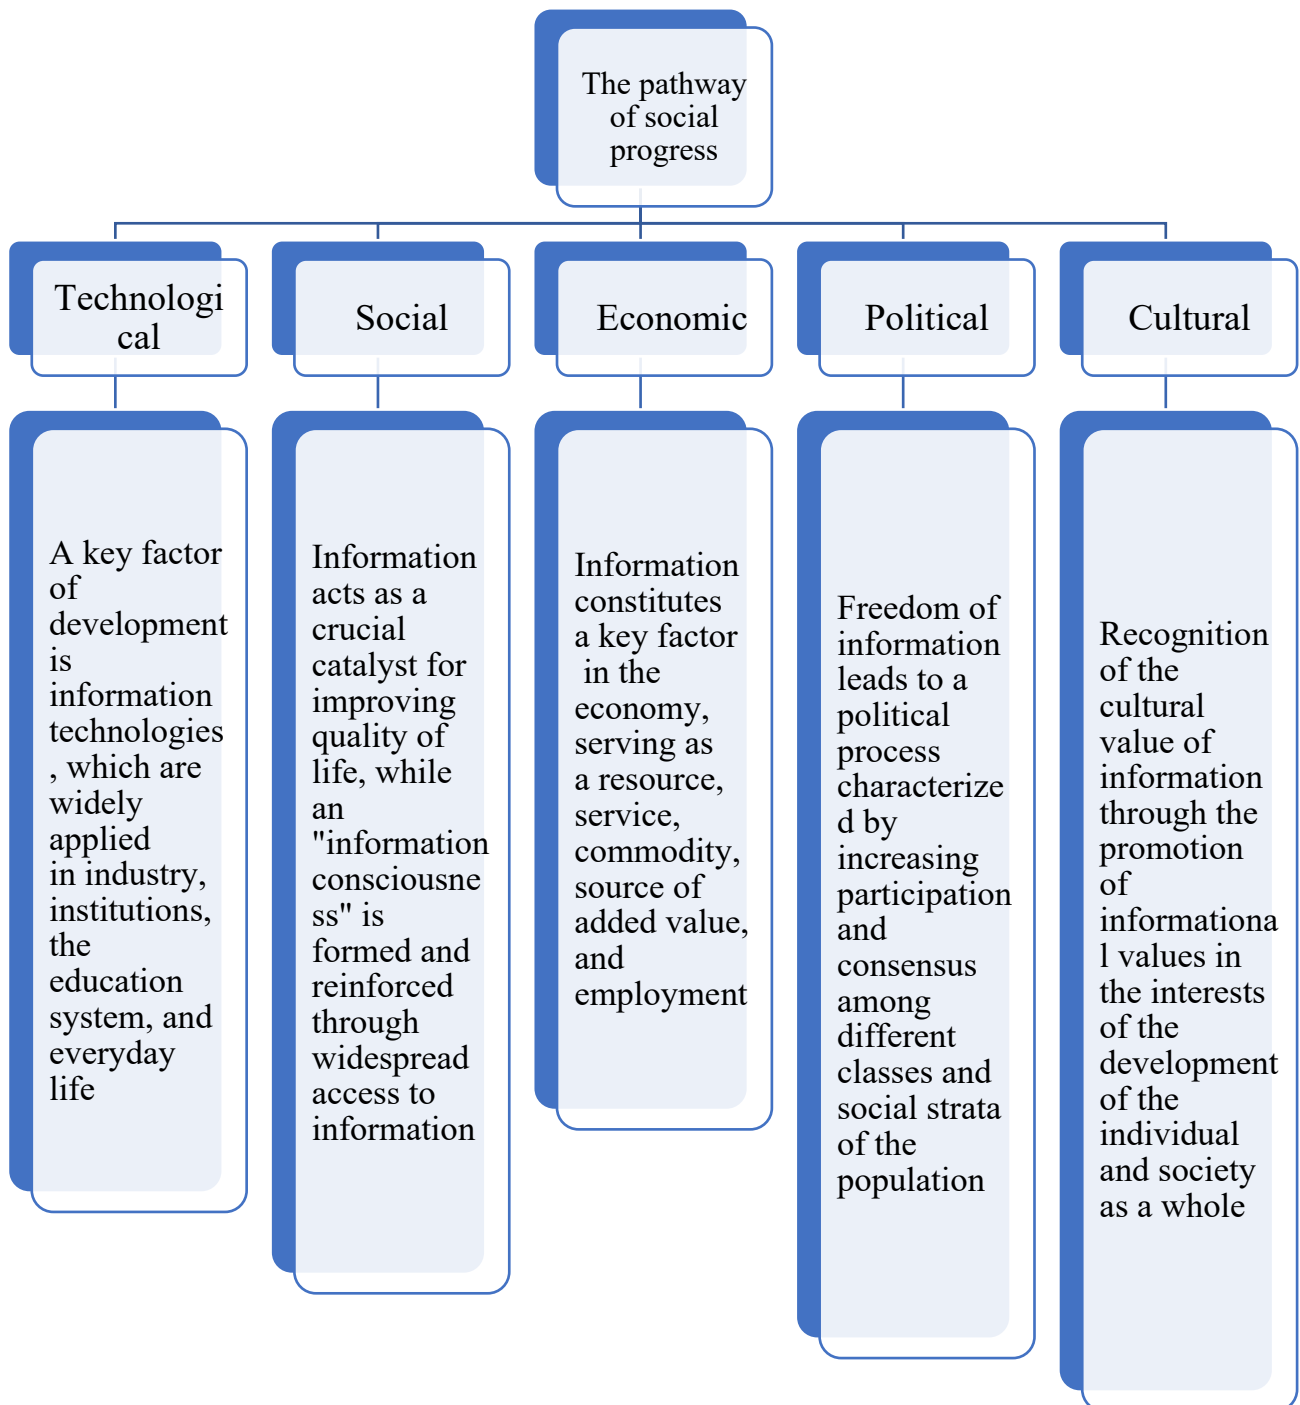 The pathway
of social
progress
Technologi
cal
Social
Economic
Political
Cultural
A key factor
of
development
is
information
technologies
, which are
widely
applied
in industry,
institutions,
the
education
system, and
everyday
life
Information
acts as a
crucial
catalyst for
improving
quality of
life, while
an
"information
consciousne
ss" is
formed and
reinforced
through
widespread
access to
information
Information
constitutes
a key factor
in the
economy,
serving as
a resource,
service,
commodity,
source of
added value,
and
employment
Freedom of
information
leads to a
political
process
characterize
d by
increasing
participation
and
consensus
among
different
classes and
social strata
of the
population
Recognition
of the
cultural
value of
information
through the
promotion
of
informationa
l values in
the interests
of the
development
of the
individual
and society
as a whole